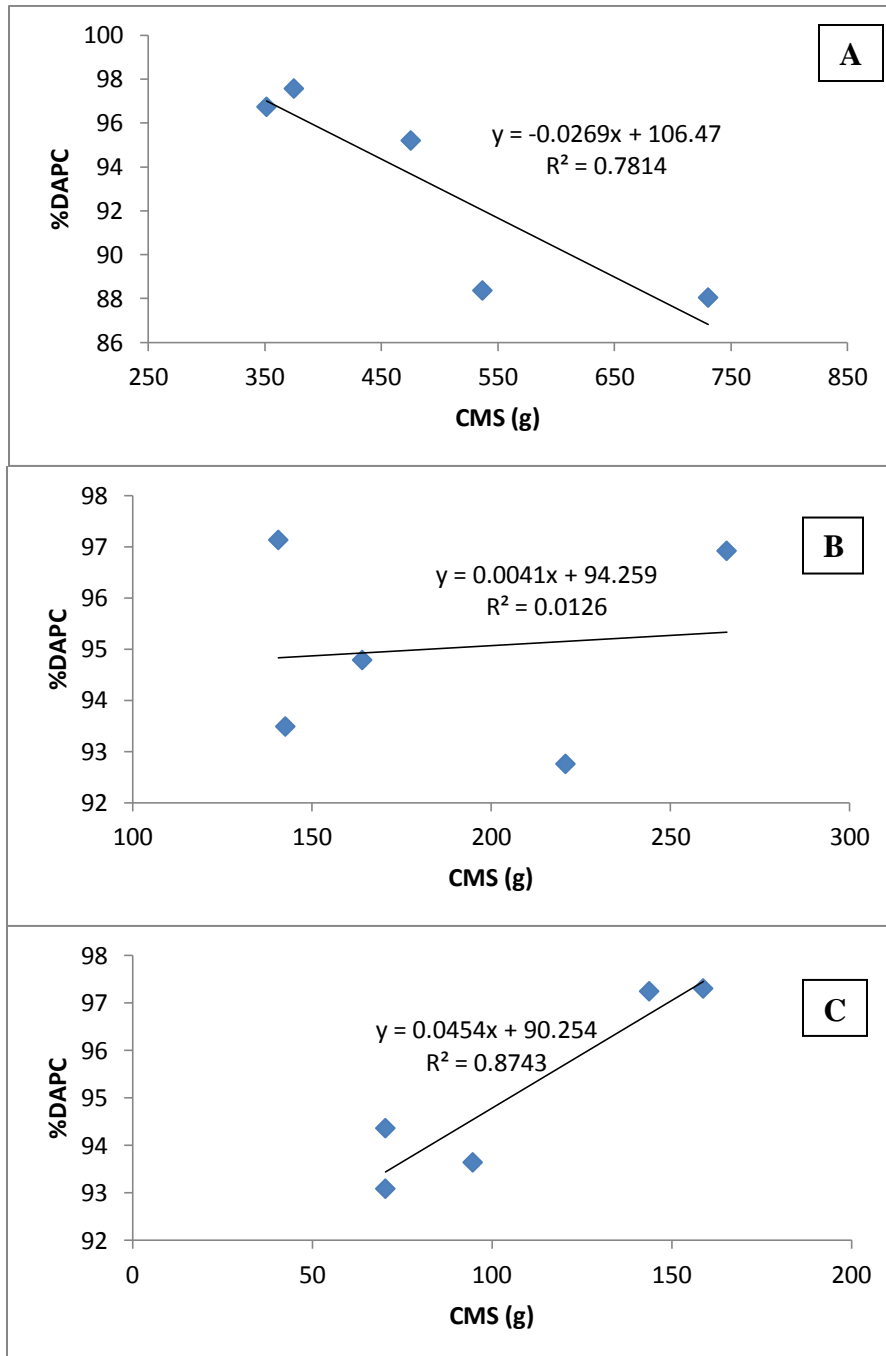 A
100
98
96
94
92
90
88
86
%DAPC
y = -0.0269x + 106.47
R² = 0.7814
250 350 450 550 650 750 850
CMS (g)
B
98
97
96
95
94
93
92
%DAPC
y = 0.0041x + 94.259
R² = 0.0126
100 150 200 250 300
CMS (g)
C
98
97
96
95
94
93
92
%DAPC
y = 0.0454x + 90.254
R² = 0.8743
0 50 100 150 200
CMS (g)